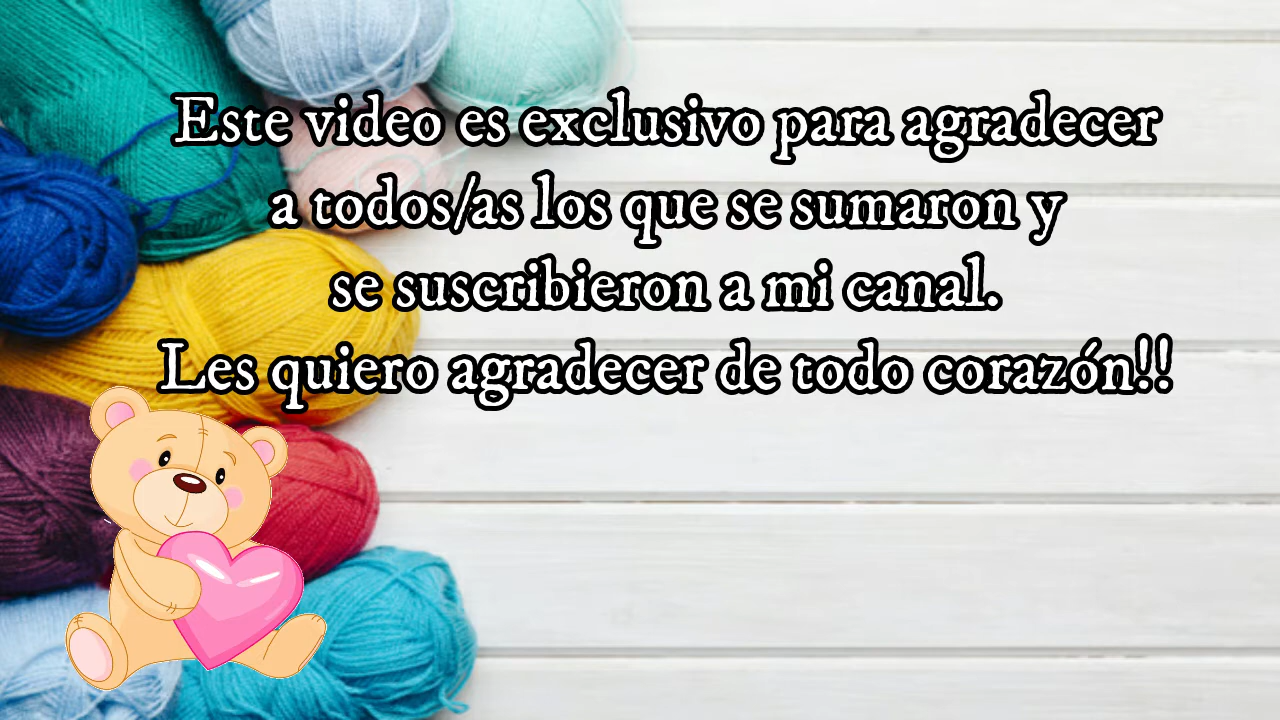 Este video es exclusivo para agradecer
a todos/as los que se sumaron y
se suscribieron a mi canal.
Les quiero agradecer de todo corazón!!